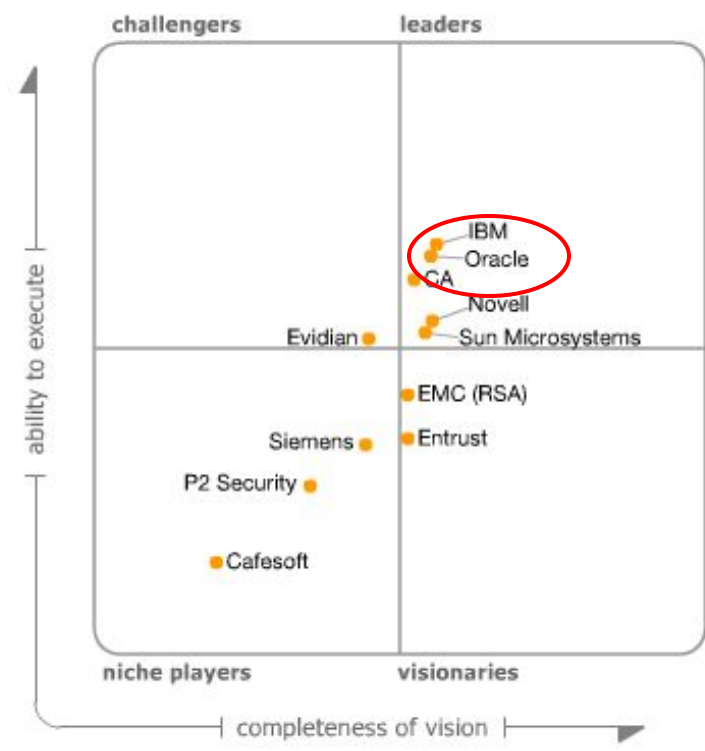 challengers
leaders
IBM
Oracle
CA
Novell
Evidian
Sun Microsystems
EMC (RSA)
Siemens
Entrust
P2 Security
Cafesoft
ability to execute
niche players
visionaries
completeness of vision